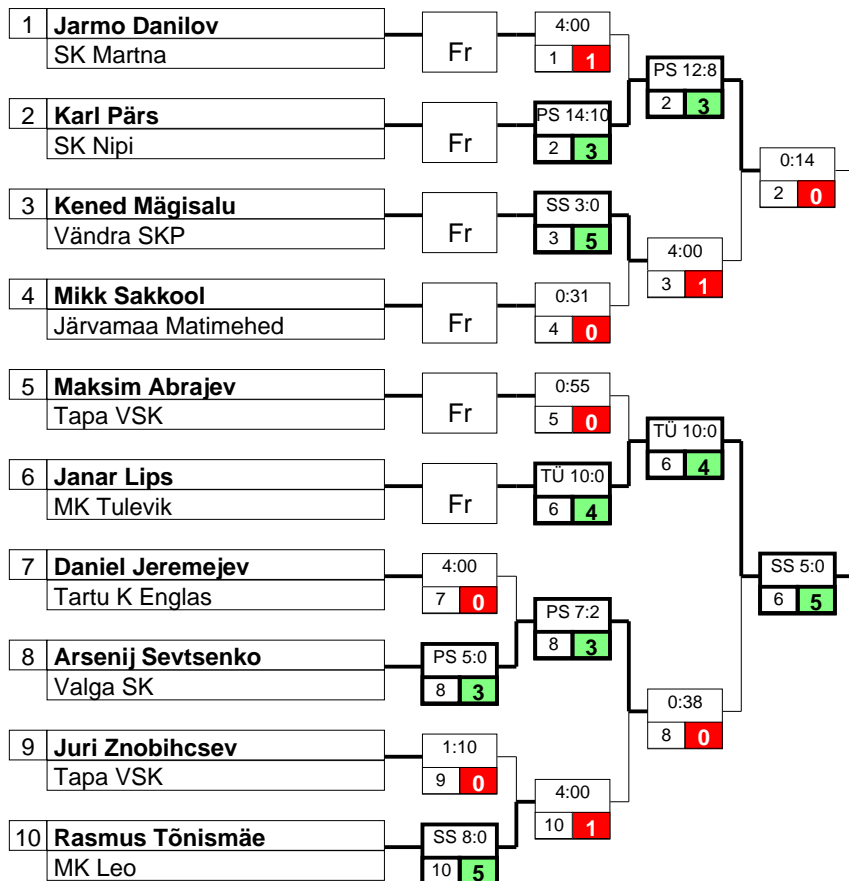 1 Jarmo Danilov
SK Martna
Fr
4:00
1 1
PS 12:8
2 3
2 Karl Pärs
SK Nipi
Fr
PS 14:10
2 3
0:14
2 0
3 Kened Mägisalu
Vändra SKP
Fr
SS 3:0
3 5
4:00
3 1
4 Mikk Sakkool
Järvamaa Matimehed
Fr
0:31
4 0
5 Maksim Abrajev
Tapa VSK
Fr
0:55
5 0
TÜ 10:0
6 4
6 Janar Lips
MK Tulevik
Fr
TÜ 10:0
6 4
7 Daniel Jeremejev
Tartu K Englas
4:00
7 0
SS 5:0
6 5
PS 7:2
8 3
8 Arsenij Sevtsenko
Valga SK
PS 5:0
8 3
0:38
8 0
9 Juri Znobihcsev
Tapa VSK
1:10
9 0
4:00
10 1
10 Rasmus Tõnismäe
MK Leo
SS 8:0
10 5